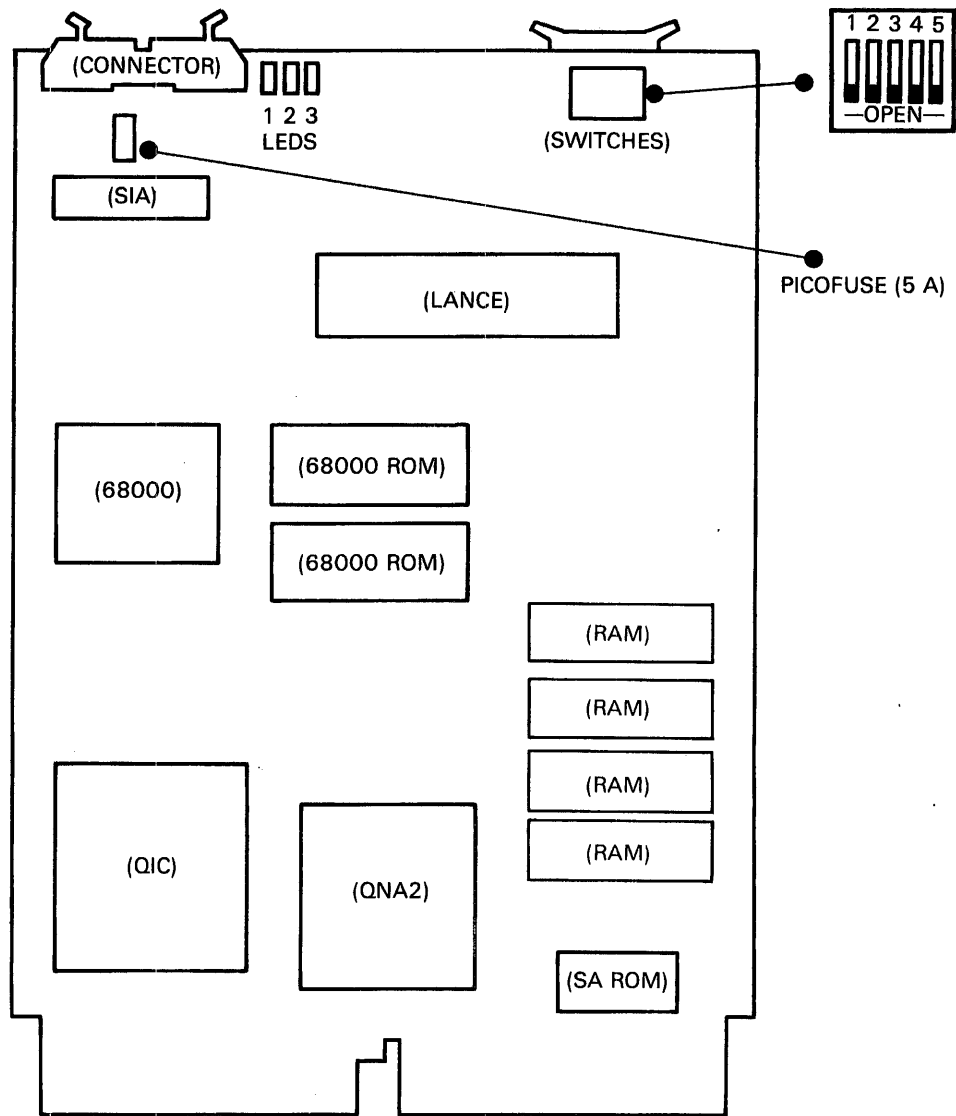 1 2 3 4 5
—OPEN—
(CONNECTOR)
1 2 3
LEDS
(SWITCHES)
(SIA)
PICOFUSE (5 A)
(LANCE)
(68000)
(68000 ROM)
(68000 ROM)
(RAM)
(RAM)
(RAM)
(RAM)
(QIC)
(QNA2)
(SA ROM)